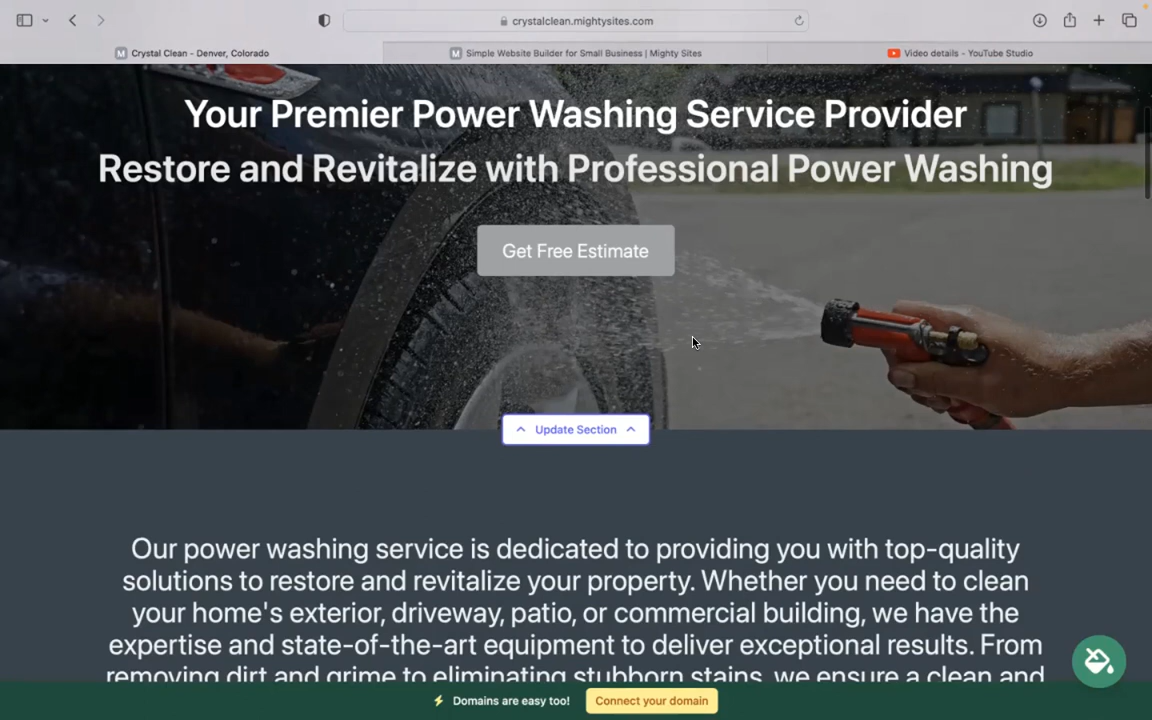 crystalclean.mightysites.com
M Crystal Clean - Denver, Colorado
M Simple Website Builder for Small Business | Mighty Sites
Video details - YouTube Studio
Your Premier Power Washing Service Provider
Restore and Revitalize with Professional Power Washing
Get Free Estimate
Update Section
Our power washing service is dedicated to providing you with top-quality
solutions to restore and revitalize your property. Whether you need to clean
your home's exterior, driveway, patio, or commercial building, we have the
expertise and state-of-the-art equipment to deliver exceptional results. From
removing dirt and grime to eliminating stubborn stains, we ensure a clean and
Domains are easy too!
Connect your domain